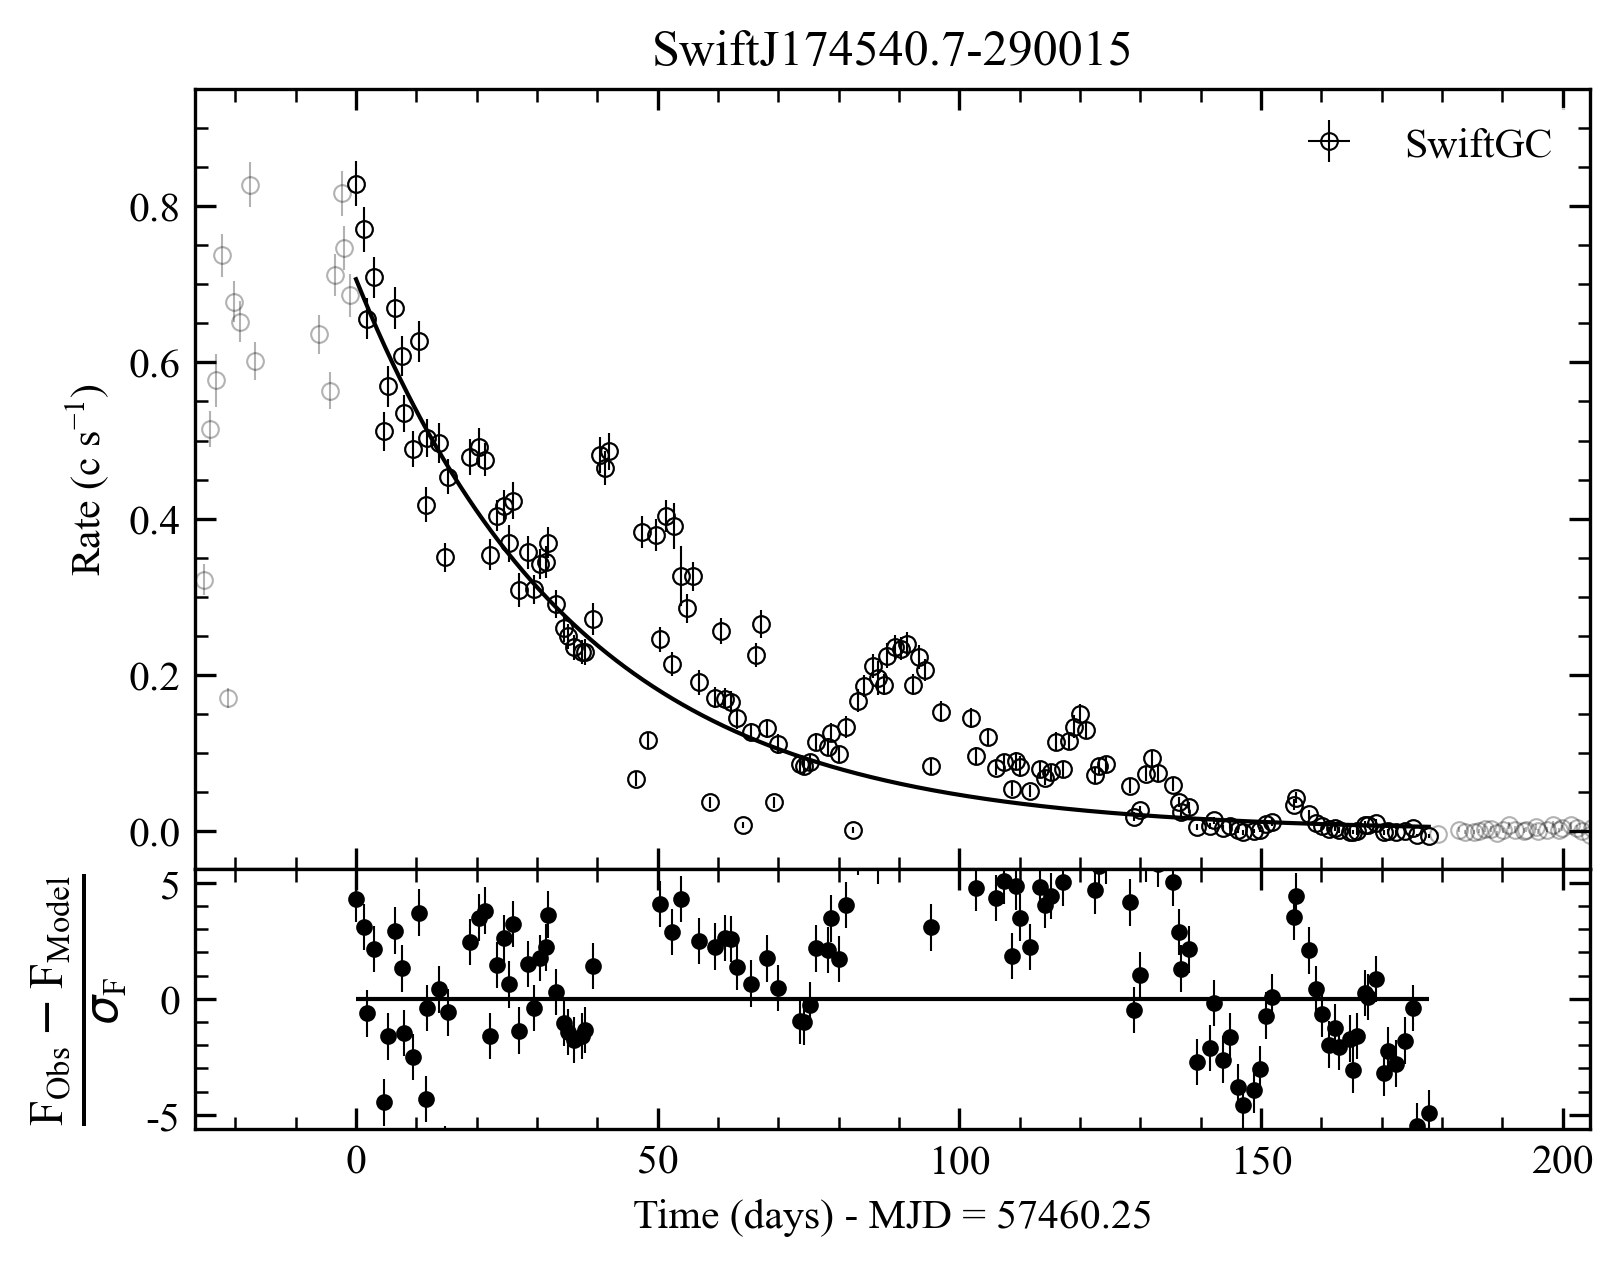 SwiftJ174540.7-290015
SwiftGC
0.8
0.6
0.4
0.2
0.0
Rate (c s⁻¹)
5
0
-5
F_Obs − F_Model
σ_F
0 50 100 150 200
Time (days) - MJD = 57460.25